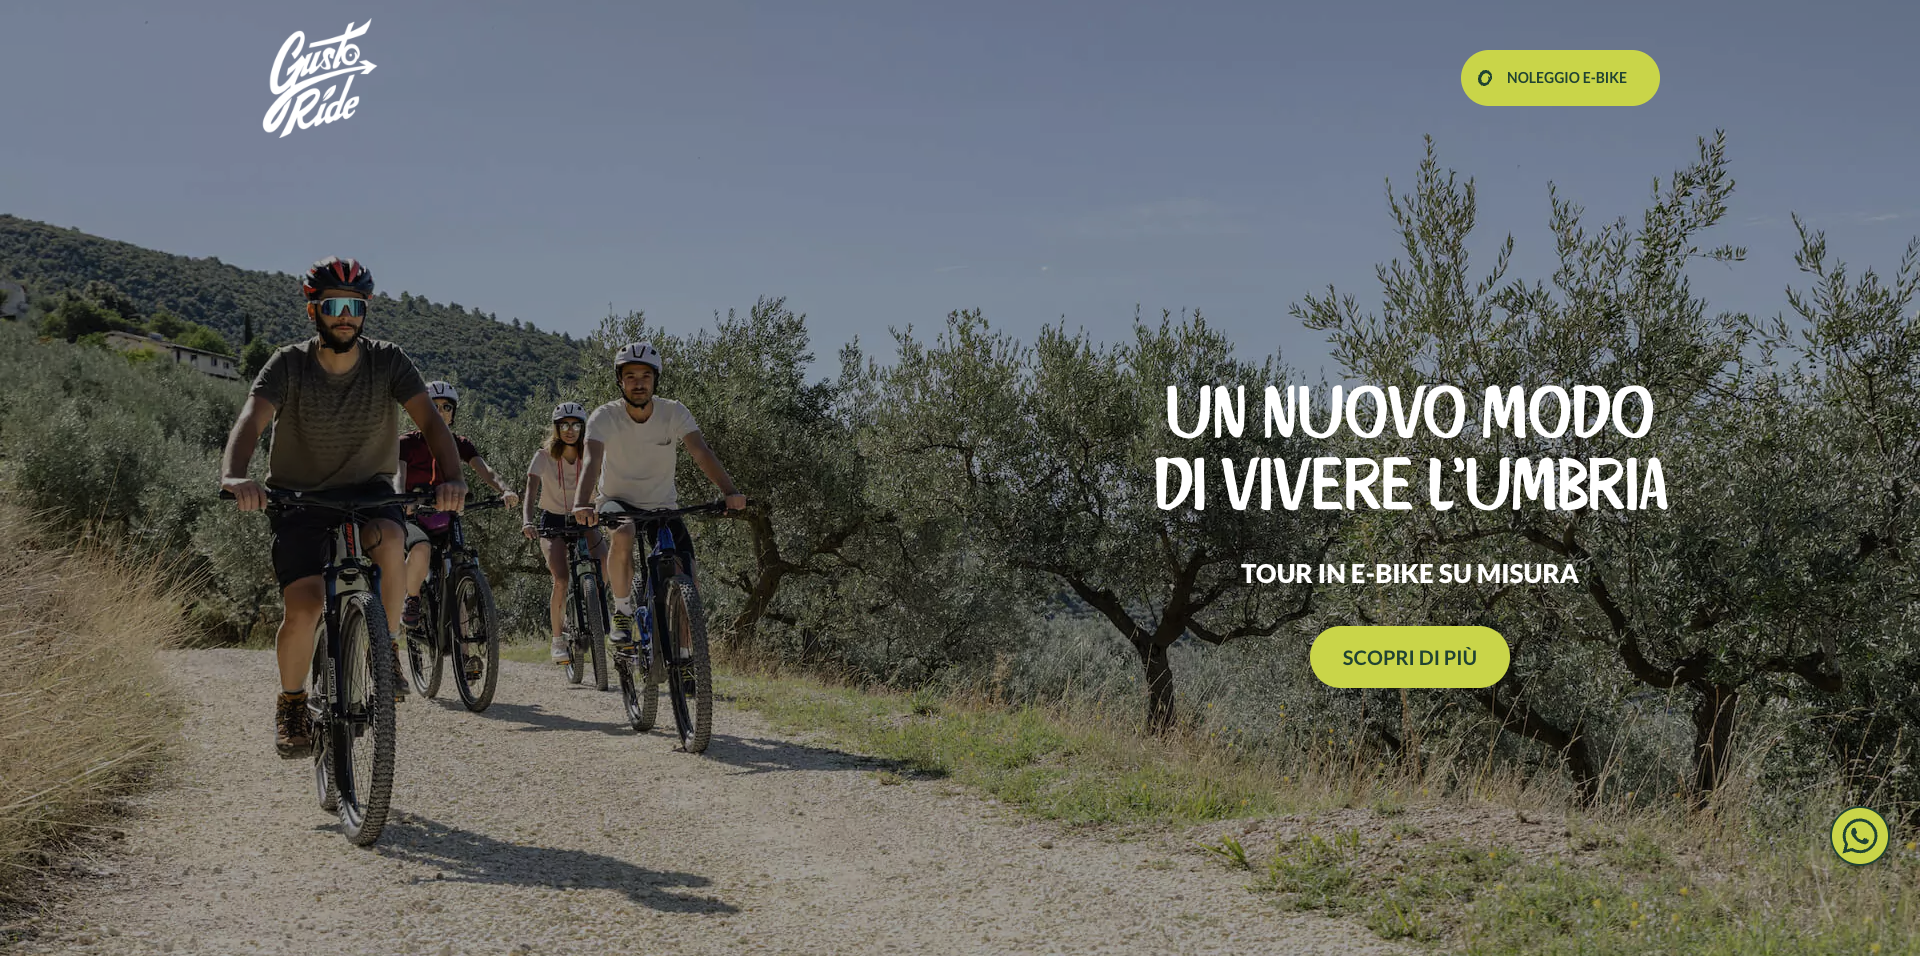 Gusto
Ride
NOLEGGIO E-BIKE
UN NUOVO MODO
DI VIVERE L'UMBRIA
TOUR IN E-BIKE SU MISURA
SCOPRI DI PIÙ